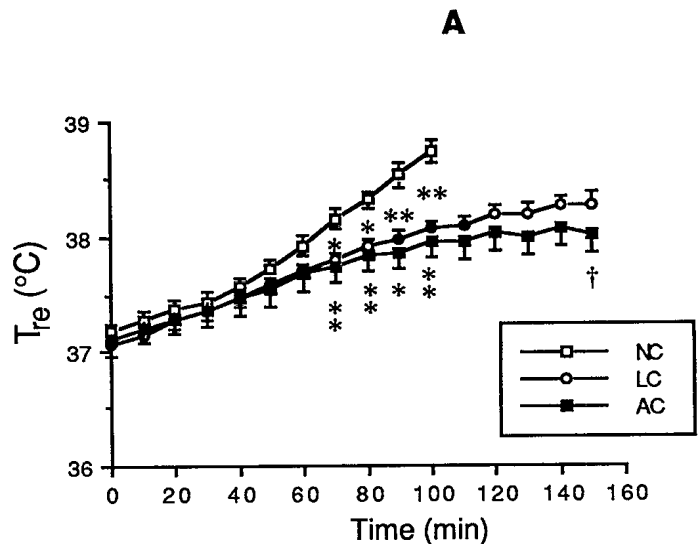 A
39
38
37
36
Tre (°C)
* * ** **
** ** * **
†
NC
LC
AC
0 20 40 60 80 100 120 140 160
Time (min)